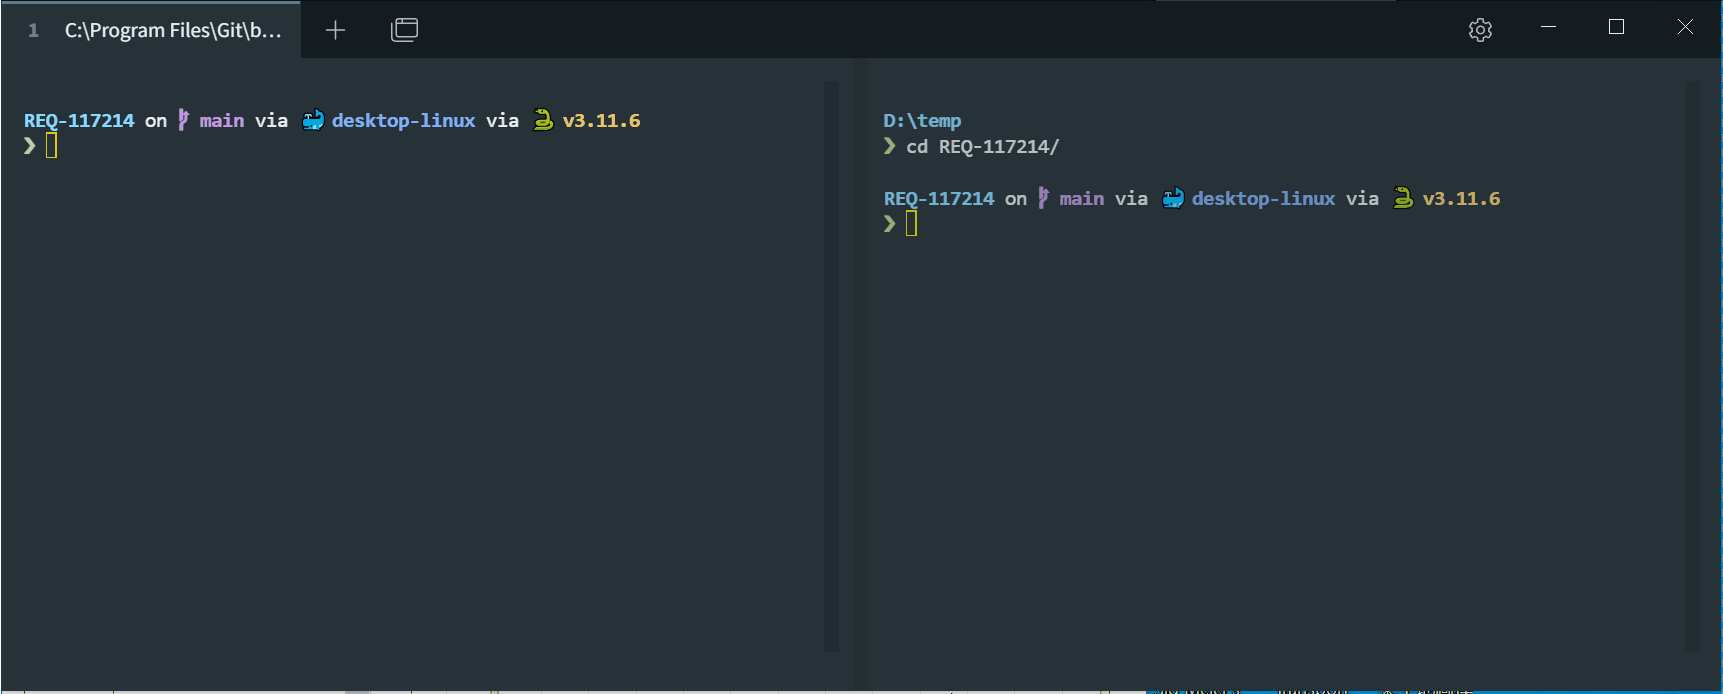 1 C:\Program Files\Git\b...
REQ-117214 on main via desktop-linux via v3.11.6
❯
D:\temp
❯ cd REQ-117214/
REQ-117214 on main via desktop-linux via v3.11.6
❯